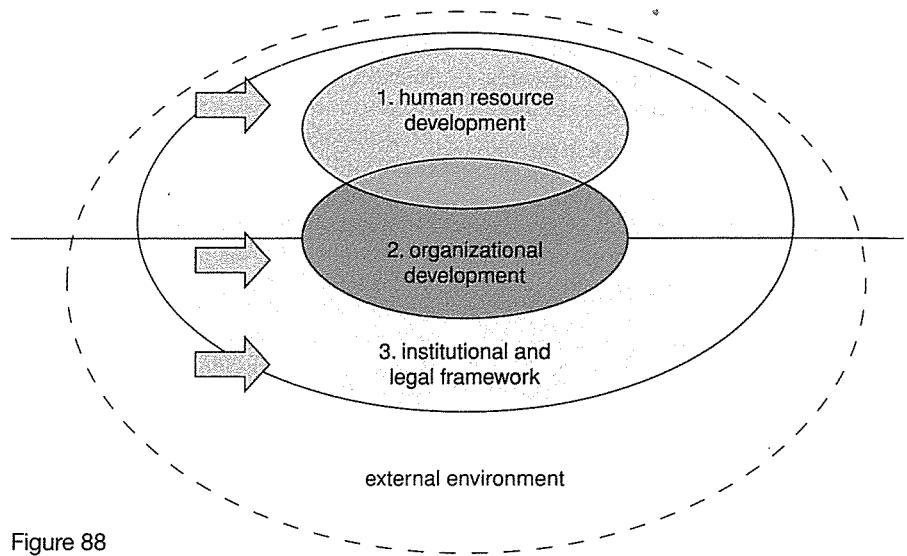 1. human resource
development
2. organizational
development
3. institutional and
legal framework
external environment
Figure 88